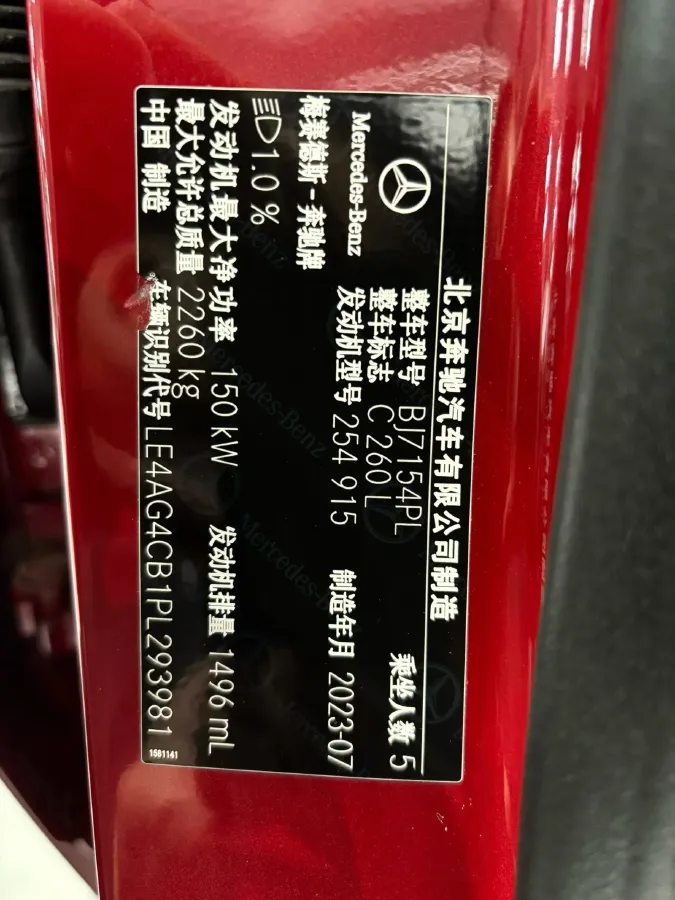 北京奔驰汽车有限公司制造
Mercedes-Benz
梅赛德斯-奔驰牌
整车型号 BJ7154PL 乘坐人数 5
整车标志 C 260 L
发动机型号 254 915 制造年月 2023-07
1.0 %
发动机最大净功率 150 kW 发动机排量 1496 mL
最大允许总质量 2260 kg
中国 制造 车辆识别代号 LE4AG4CB1PL293981
1581141